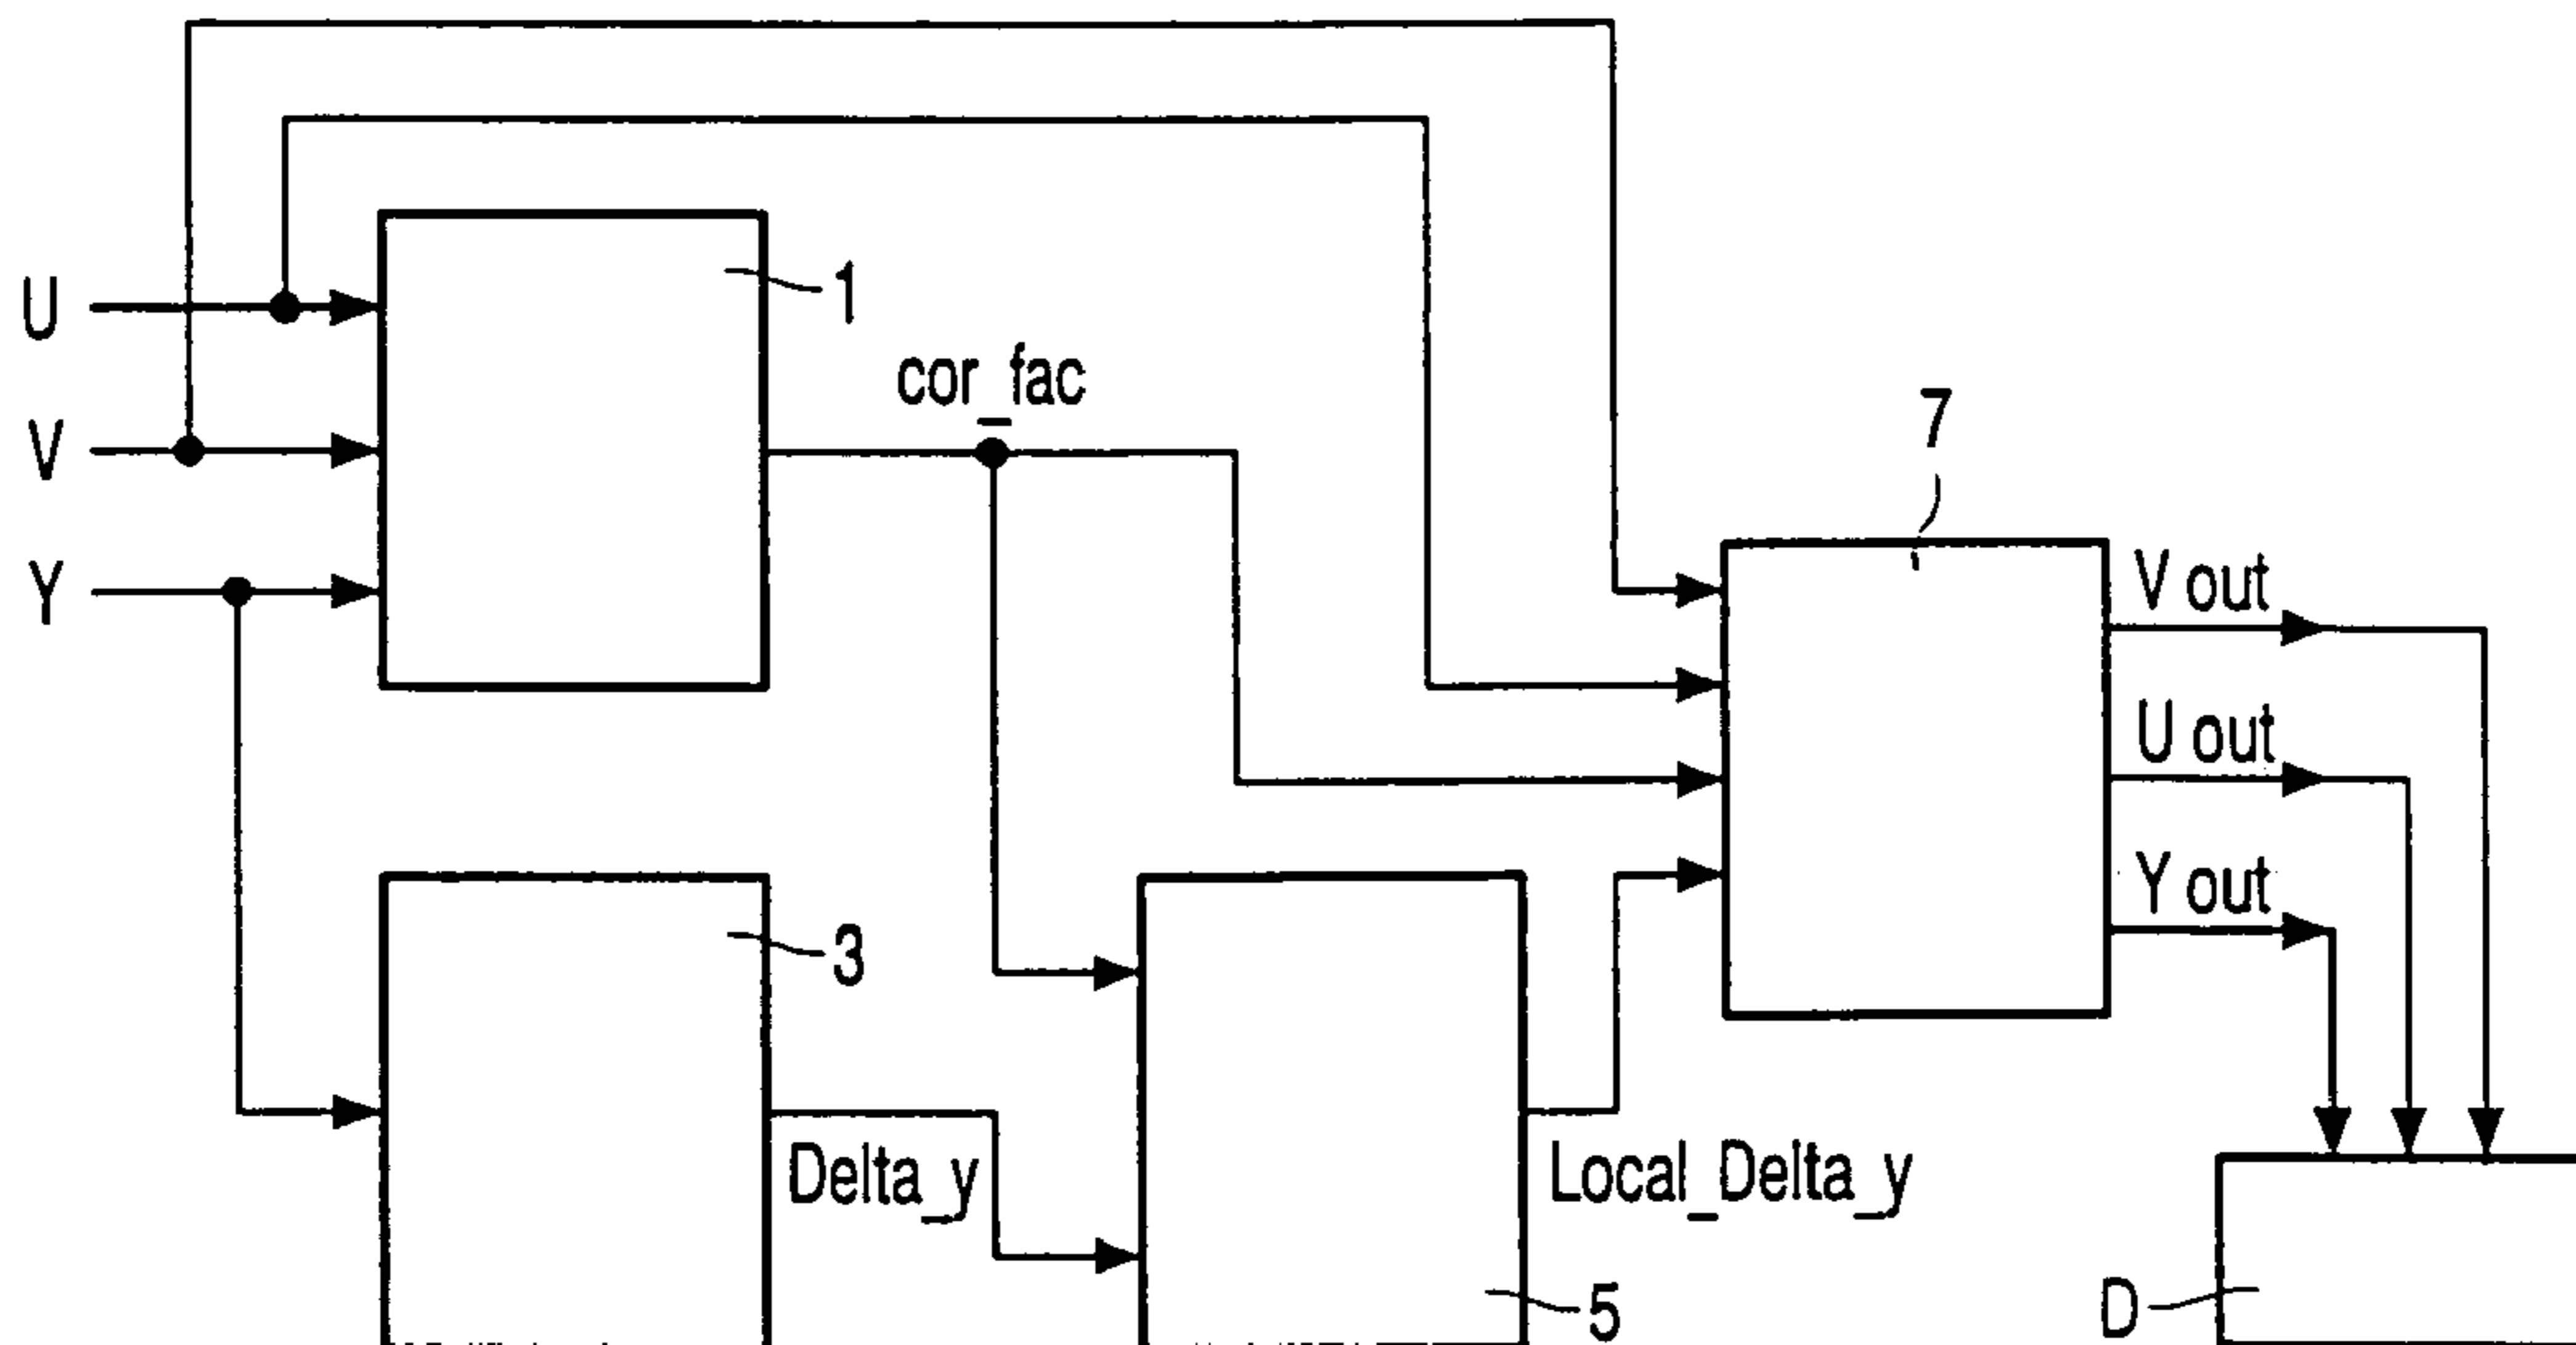 U
1
cor_fac
V
7
Y
V out
U out
Y out
3
Delta_y
Local_Delta_y
5
D